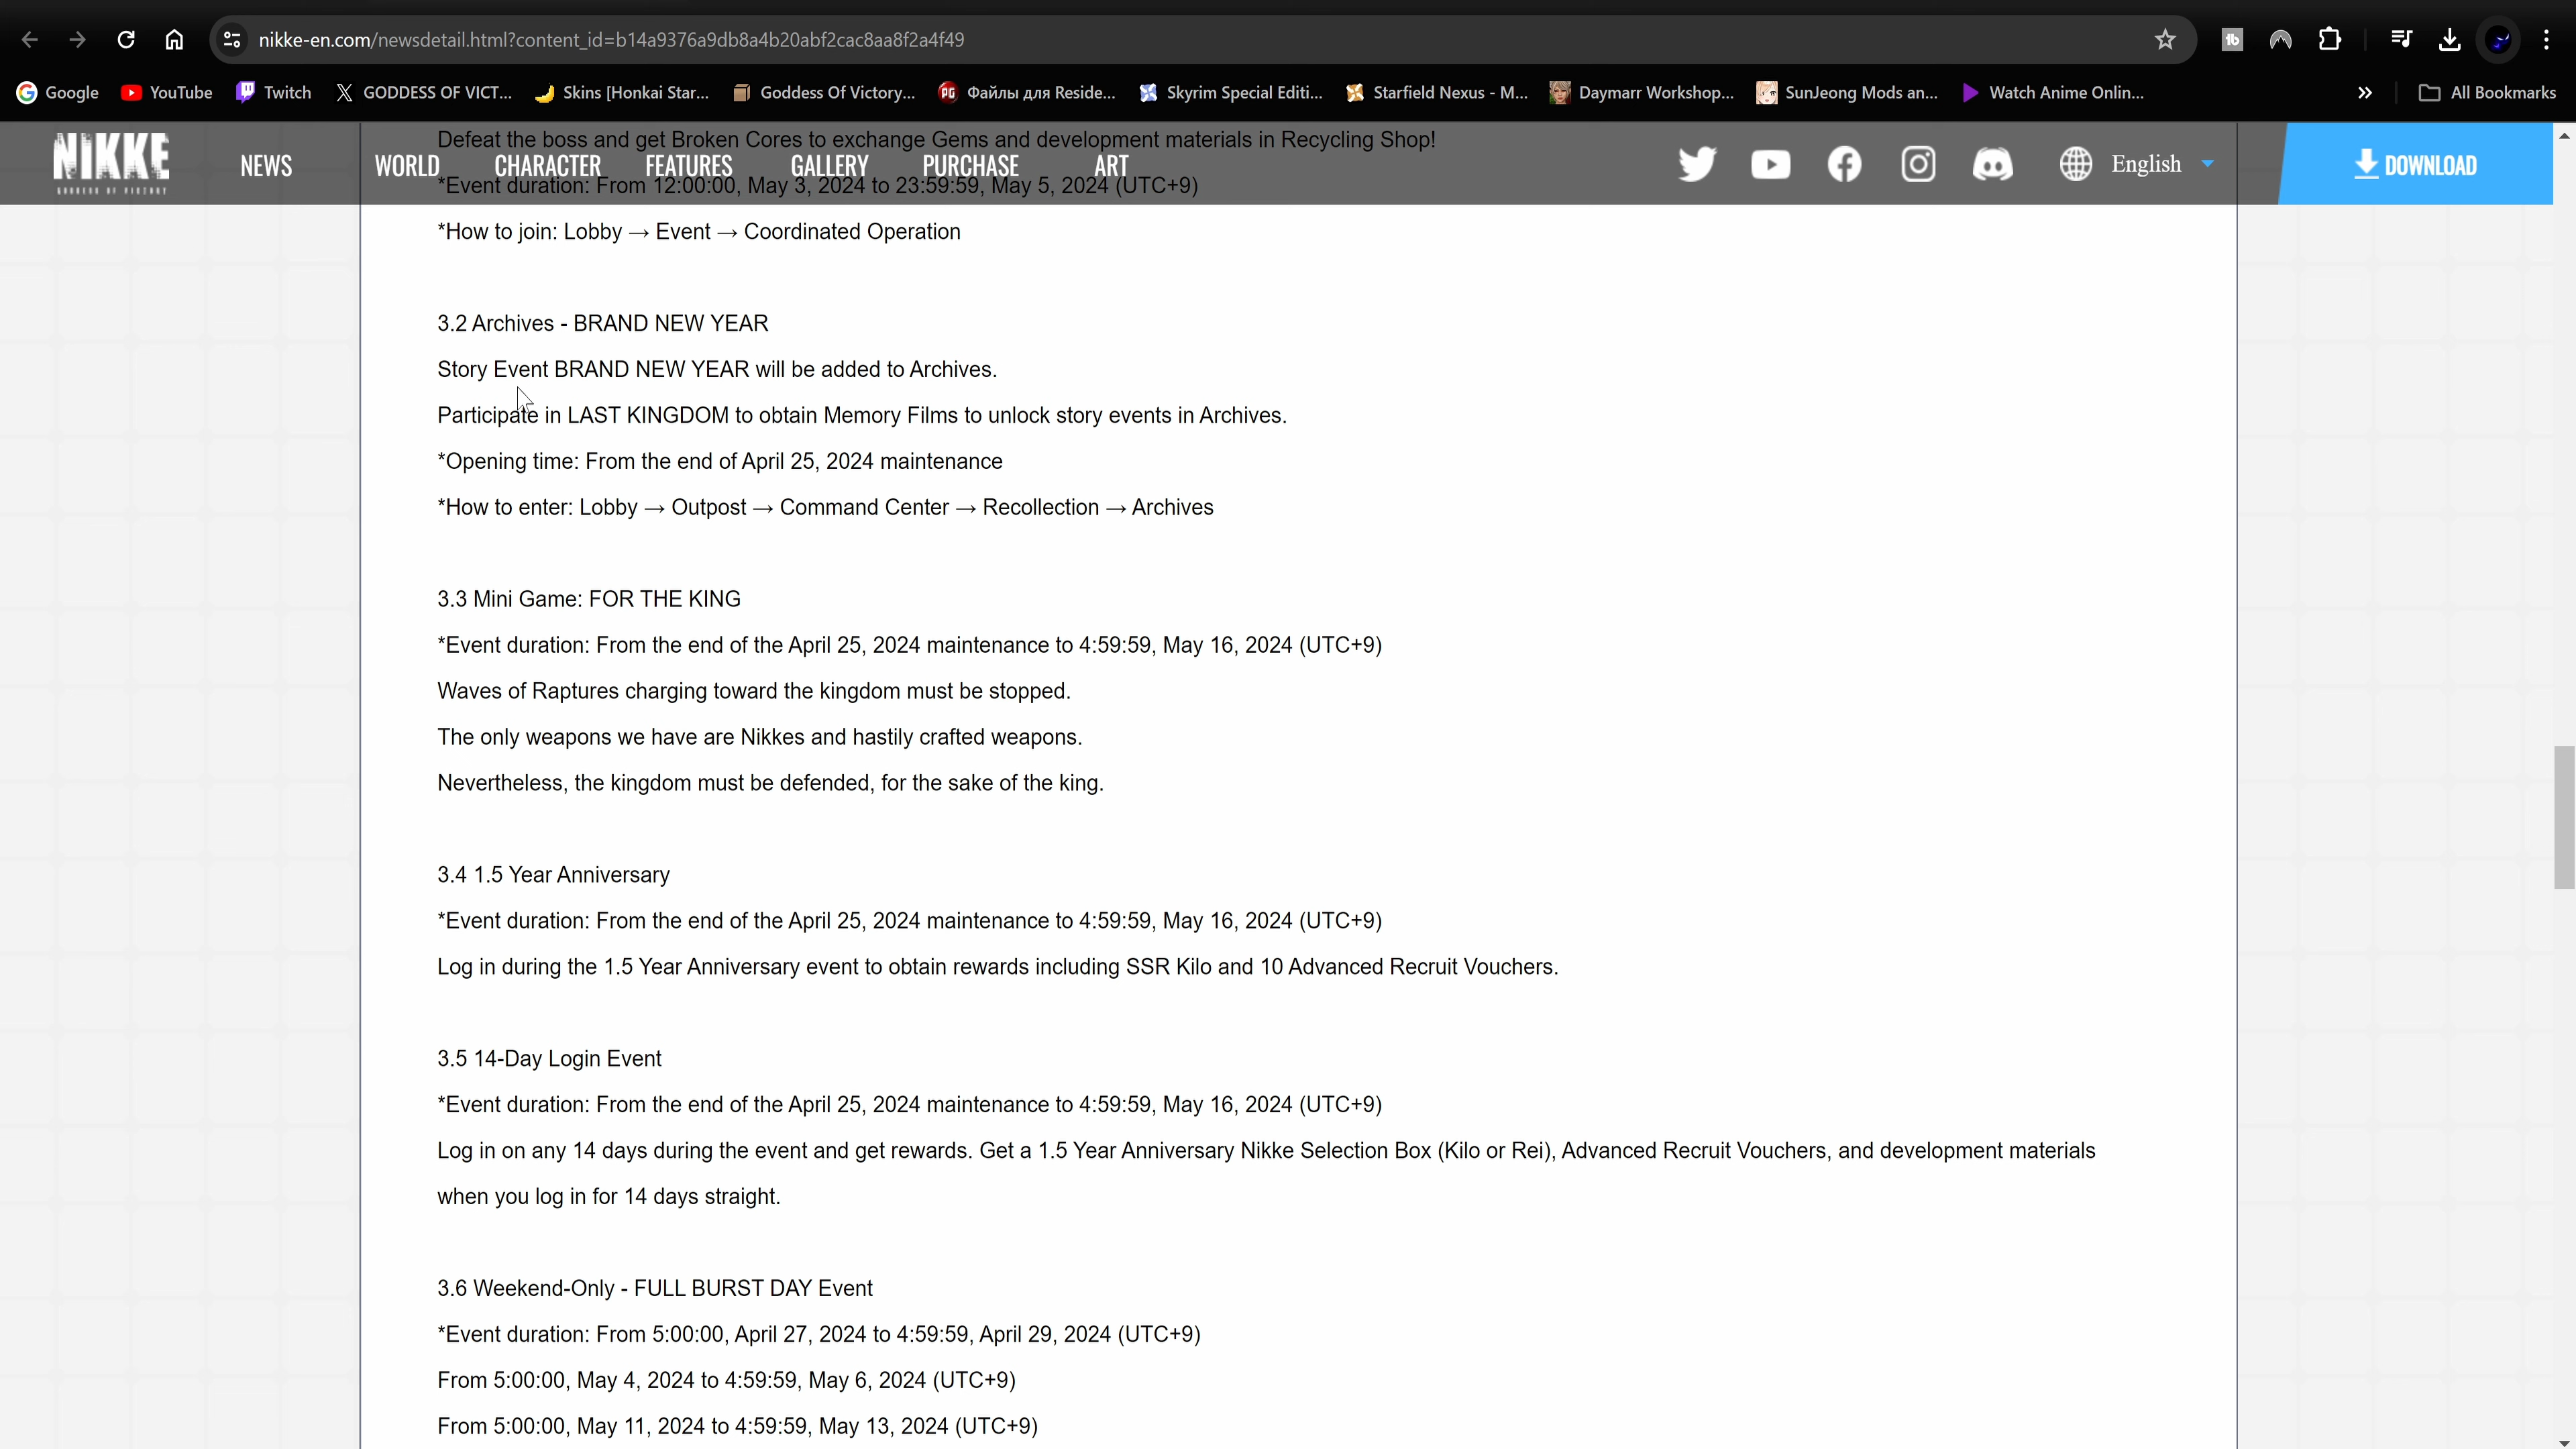 nikke-en.com/newsdetail.html?content_id=b14a9376a9db8a4b20abf2cac8aa8f2a4f49
Google YouTube Twitch GODDESS OF VICT... Skins [Honkai Star... Goddess Of Victory... Файлы для Reside... Skyrim Special Editi... Starfield Nexus - M... Daymarr Workshop... SunJeong Mods an... Watch Anime Onlin... » All Bookmarks
Defeat the boss and get Broken Cores to exchange Gems and development materials in Recycling Shop!
NIKKE NEWS WORLD CHARACTER FEATURES GALLERY PURCHASE ART English DOWNLOAD
GODDESS OF VICTORY
*Event duration: From 12:00:00, May 3, 2024 to 23:59:59, May 5, 2024 (UTC+9)
*How to join: Lobby → Event → Coordinated Operation
3.2 Archives - BRAND NEW YEAR
Story Event BRAND NEW YEAR will be added to Archives.
Participate in LAST KINGDOM to obtain Memory Films to unlock story events in Archives.
*Opening time: From the end of April 25, 2024 maintenance
*How to enter: Lobby → Outpost → Command Center → Recollection → Archives
3.3 Mini Game: FOR THE KING
*Event duration: From the end of the April 25, 2024 maintenance to 4:59:59, May 16, 2024 (UTC+9)
Waves of Raptures charging toward the kingdom must be stopped.
The only weapons we have are Nikkes and hastily crafted weapons.
Nevertheless, the kingdom must be defended, for the sake of the king.
3.4 1.5 Year Anniversary
*Event duration: From the end of the April 25, 2024 maintenance to 4:59:59, May 16, 2024 (UTC+9)
Log in during the 1.5 Year Anniversary event to obtain rewards including SSR Kilo and 10 Advanced Recruit Vouchers.
3.5 14-Day Login Event
*Event duration: From the end of the April 25, 2024 maintenance to 4:59:59, May 16, 2024 (UTC+9)
Log in on any 14 days during the event and get rewards. Get a 1.5 Year Anniversary Nikke Selection Box (Kilo or Rei), Advanced Recruit Vouchers, and development materials
when you log in for 14 days straight.
3.6 Weekend-Only - FULL BURST DAY Event
*Event duration: From 5:00:00, April 27, 2024 to 4:59:59, April 29, 2024 (UTC+9)
From 5:00:00, May 4, 2024 to 4:59:59, May 6, 2024 (UTC+9)
From 5:00:00, May 11, 2024 to 4:59:59, May 13, 2024 (UTC+9)